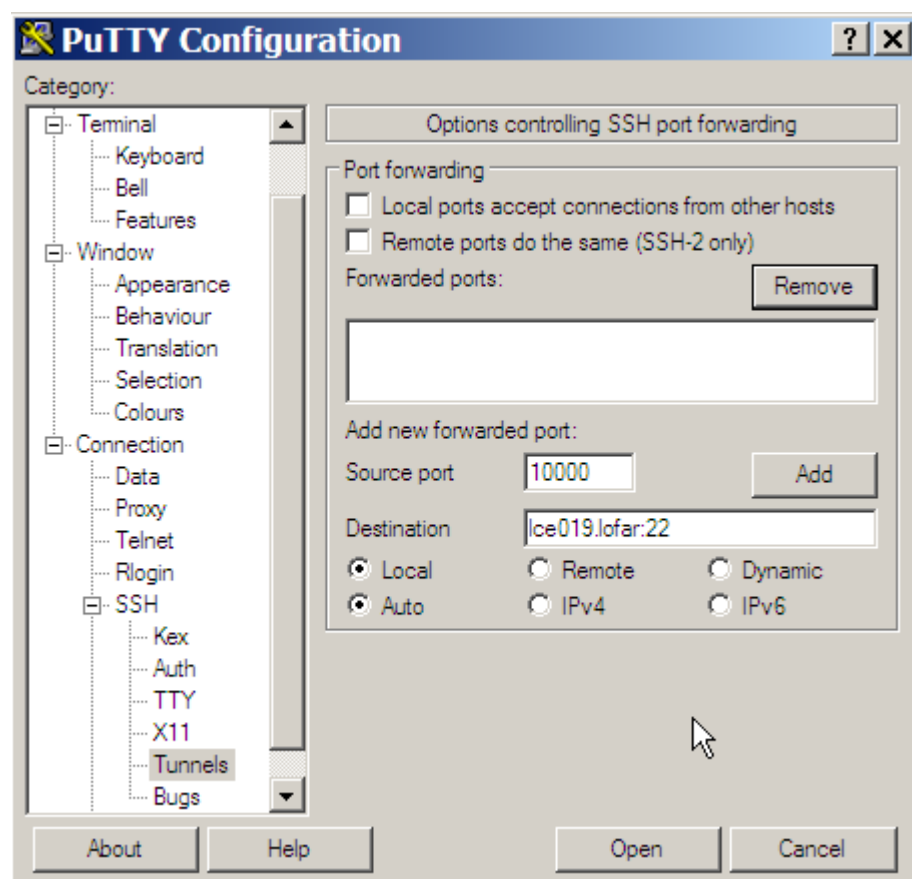 PuTTY Configuration
Category:
Terminal
Keyboard
Bell
Features
Window
Appearance
Behaviour
Translation
Selection
Colours
Connection
Data
Proxy
Telnet
Rlogin
SSH
Kex
Auth
TTY
X11
Tunnels
Bugs
Options controlling SSH port forwarding
Port forwarding
Local ports accept connections from other hosts
Remote ports do the same (SSH-2 only)
Forwarded ports: Remove
Add new forwarded port:
Source port 10000 Add
Destination lce019.lofar:22
Local Remote Dynamic
Auto IPv4 IPv6
About Help Open Cancel